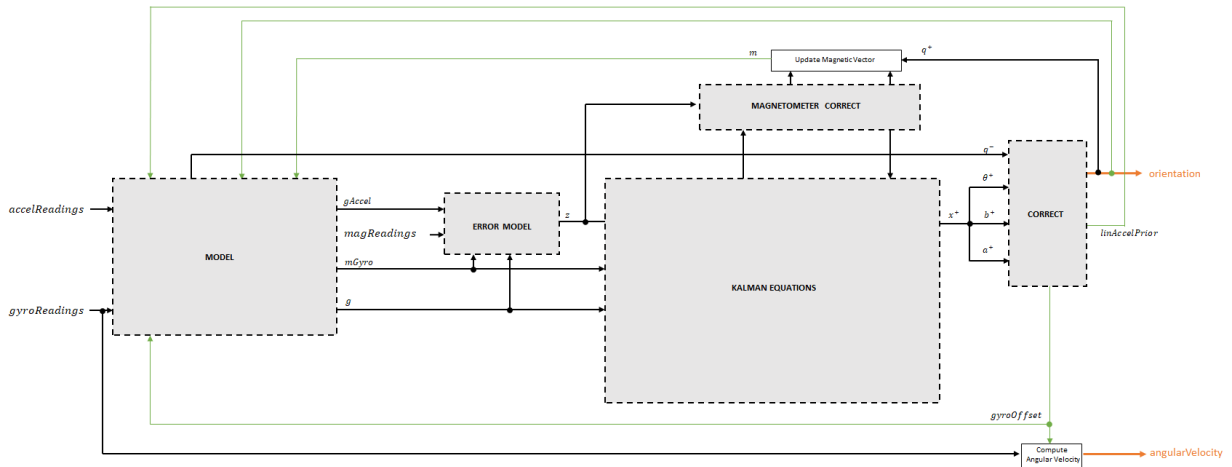 m
q⁺
Update Magnetic Vector
MAGNETOMETER CORRECT
q⁻
orientation
θ⁺
gAccel
accelReadings
z
x⁺
b⁺
CORRECT
ERROR MODEL
magReadings
linAccelPrior
MODEL
a⁺
mGyro
KALMAN EQUATIONS
g
gyroReadings
gyroOffset
Compute
Angular Velocity
angularVelocity